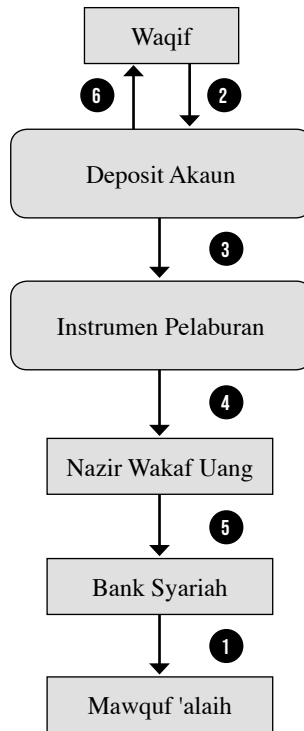 Waqif
6
2
Deposit Akaun
3
Instrumen Pelaburan
4
Nazir Wakaf Uang
5
Bank Syariah
1
Mawquf 'alaih